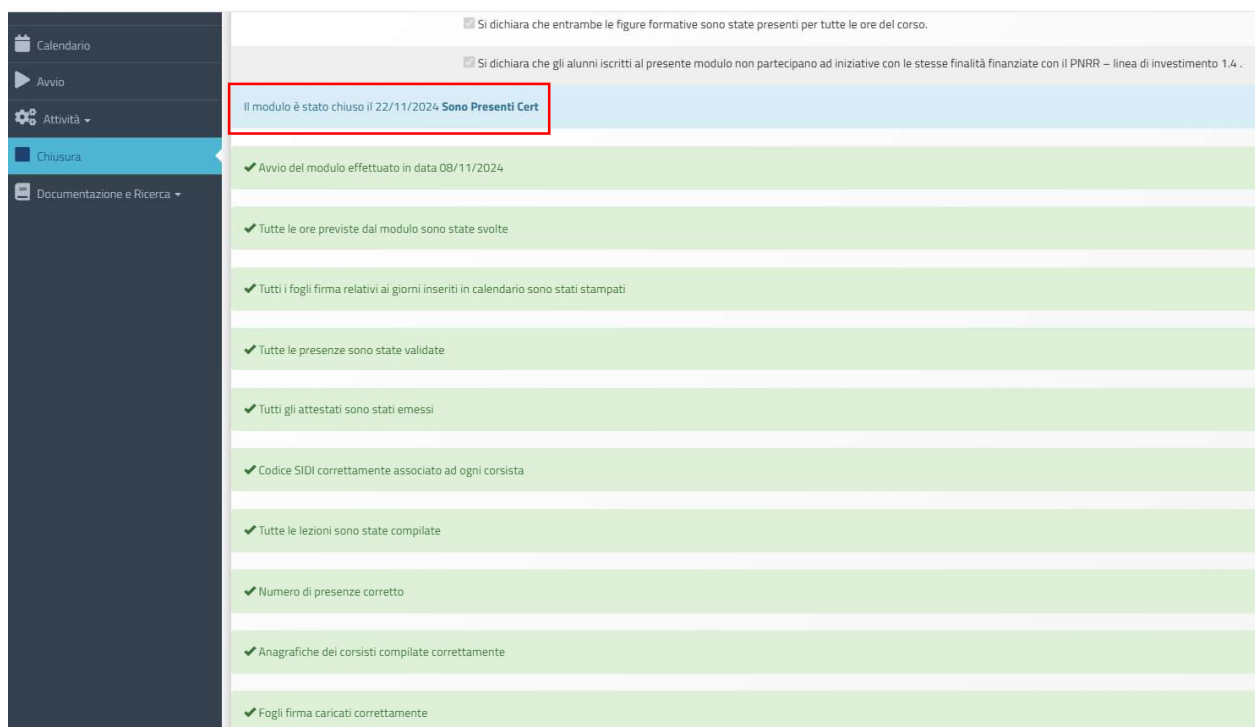 Si dichiara che entrambe le figure formative sono state presenti per tutte le ore del corso.
Calendario
Si dichiara che gli alunni iscritti al presente modulo non partecipano ad iniziative con le stesse finalità finanziate con il PNRR – linea di investimento 1.4 .
Avvio
Il modulo è stato chiuso il 22/11/2024 Sono Presenti Cert
Attività
Chiusura
Avvio del modulo effettuato in data 08/11/2024
Documentazione e Ricerca
Tutte le ore previste dal modulo sono state svolte
Tutti i fogli firma relativi ai giorni inseriti in calendario sono stati stampati
Tutte le presenze sono state validate
Tutti gli attestati sono stati emessi
Codice SIDI correttamente associato ad ogni corsista
Tutte le lezioni sono state compilate
Numero di presenze corretto
Anagrafiche dei corsisti compilate correttamente
Fogli firma caricati correttamente